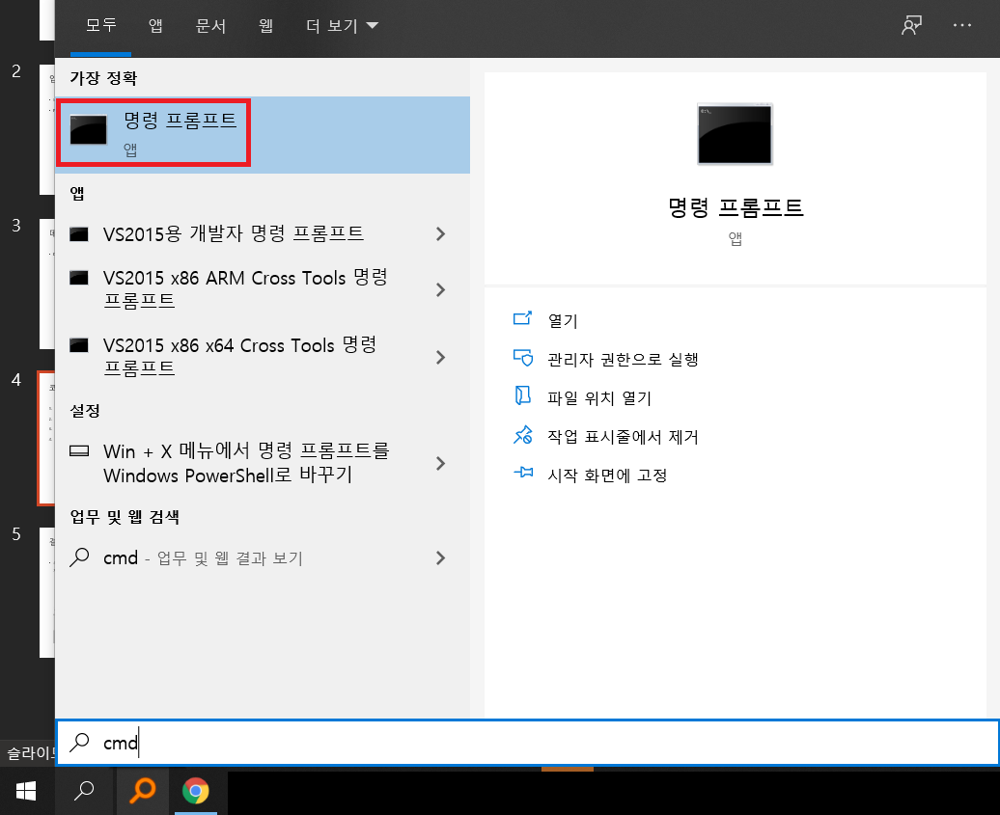 모두 앱 문서 웹 더 보기
2
3
4
5
슬라이드
가장 정확
명령 프롬프트
앱
앱
VS2015용 개발자 명령 프롬프트
VS2015 x86 ARM Cross Tools 명령
프롬프트
VS2015 x86 x64 Cross Tools 명령
프롬프트
설정
Win + X 메뉴에서 명령 프롬프트를
Windows PowerShell로 바꾸기
업무 및 웹 검색
cmd - 업무 및 웹 결과 보기
명령 프롬프트
앱
열기
관리자 권한으로 실행
파일 위치 열기
작업 표시줄에서 제거
시작 화면에 고정
cmd